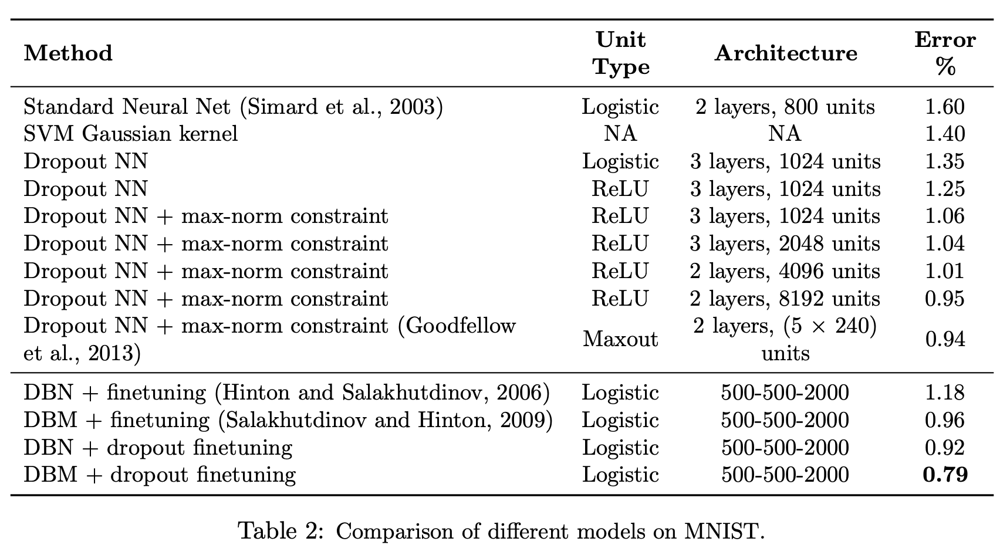 Method Unit Type Architecture Error %
Standard Neural Net (Simard et al., 2003) Logistic 2 layers, 800 units 1.60
SVM Gaussian kernel NA NA 1.40
Dropout NN Logistic 3 layers, 1024 units 1.35
Dropout NN ReLU 3 layers, 1024 units 1.25
Dropout NN + max-norm constraint ReLU 3 layers, 1024 units 1.06
Dropout NN + max-norm constraint ReLU 3 layers, 2048 units 1.04
Dropout NN + max-norm constraint ReLU 2 layers, 4096 units 1.01
Dropout NN + max-norm constraint ReLU 2 layers, 8192 units 0.95
Dropout NN + max-norm constraint (Goodfellow et al., 2013) Maxout 2 layers, (5 × 240) units 0.94
DBN + finetuning (Hinton and Salakhutdinov, 2006) Logistic 500-500-2000 1.18
DBM + finetuning (Salakhutdinov and Hinton, 2009) Logistic 500-500-2000 0.96
DBN + dropout finetuning Logistic 500-500-2000 0.92
DBM + dropout finetuning Logistic 500-500-2000 0.79
Table 2: Comparison of different models on MNIST.